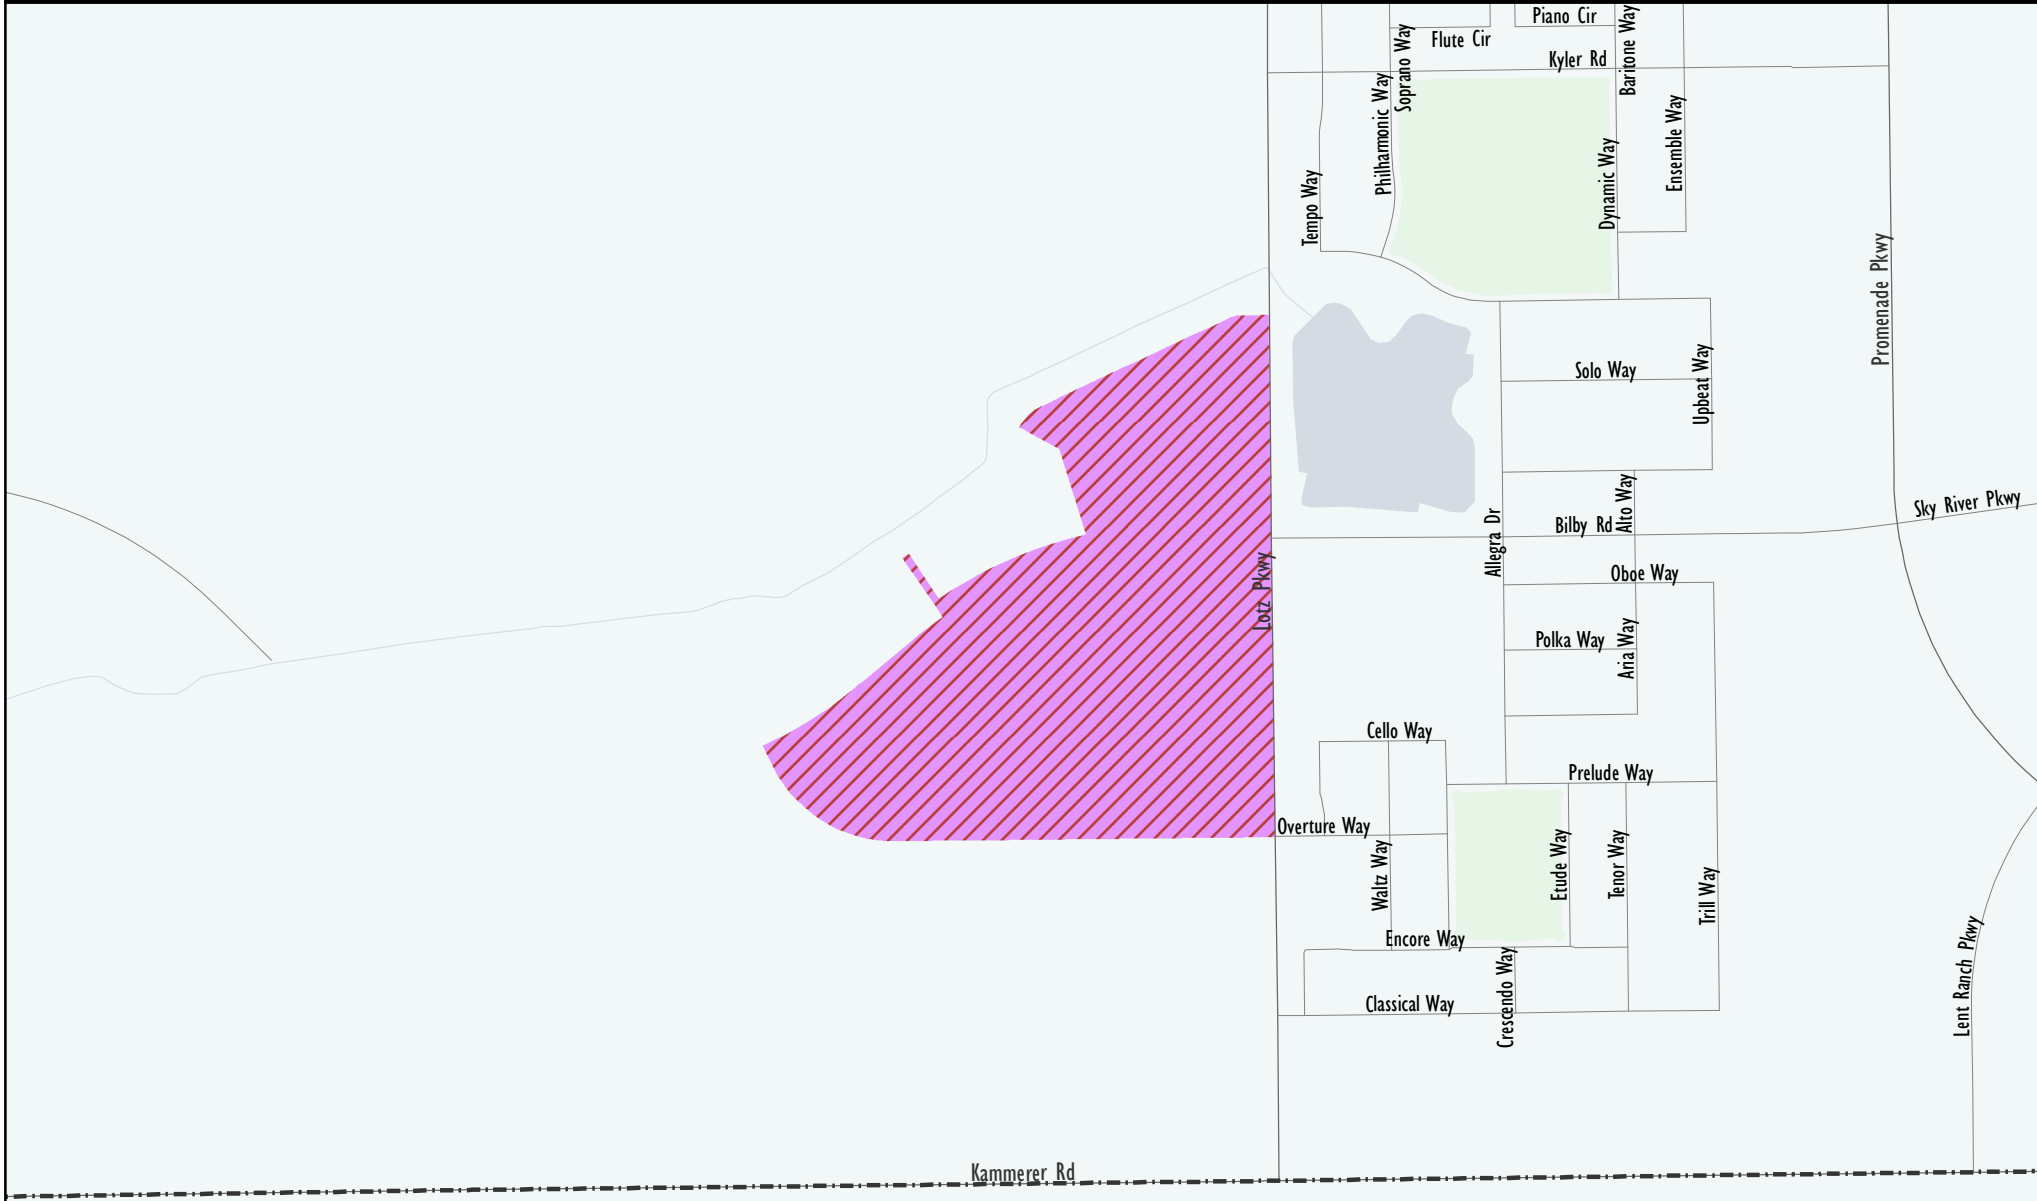 Piano Cir
Baritone Way
Soprano Way
Flute Cir
Kyler Rd
Philharmonic Way
Ensemble Way
Dynamic Way
Tempo Way
Promenade Pkwy
Solo Way
Upbeat Way
Alto Way
Sky River Pkwy
Allegra Dr
Bilby Rd
Lotz Pkwy
Oboe Way
Polka Way
Aria Way
Cello Way
Prelude Way
Overture Way
Waltz Way
Etude Way
Tenor Way
Trill Way
Encore Way
Crescendo Way
Lent Ranch Pkwy
Classical Way
Kammerer Rd